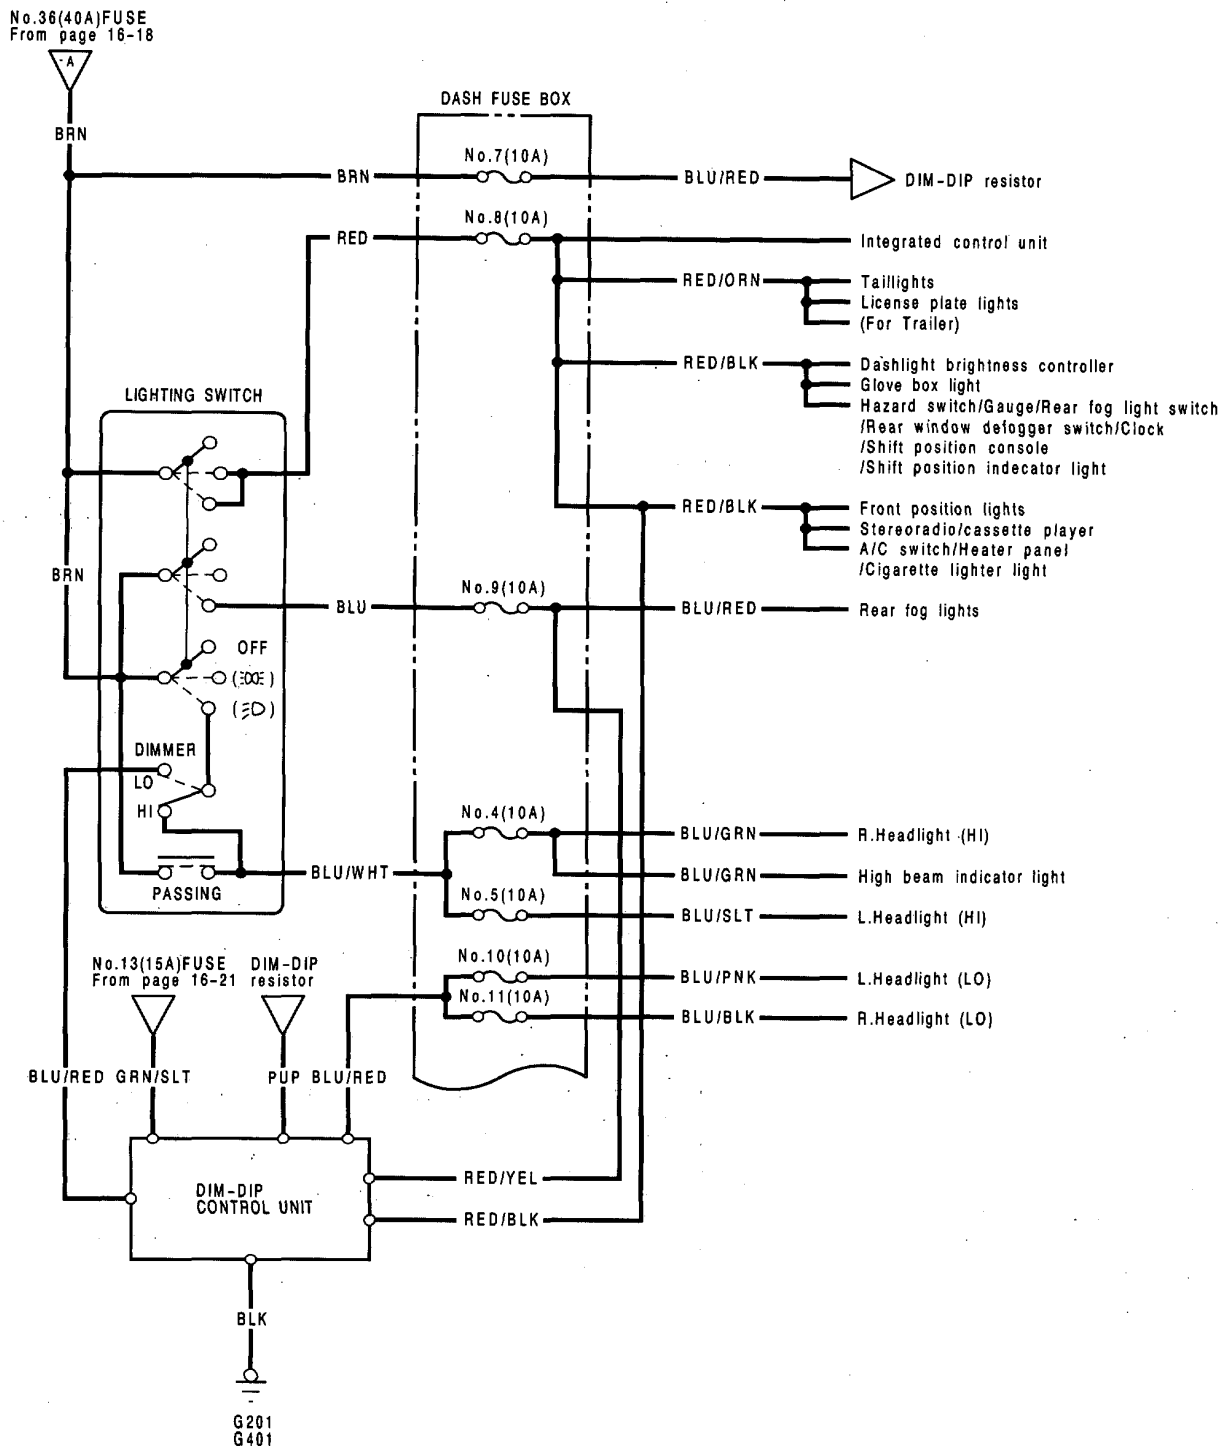 No.36(40A)FUSE
From page 16-18
A
BRN
DASH FUSE BOX
BRN
No.7(10A)
BLU/RED
DIM-DIP resistor
RED
No.8(10A)
Integrated control unit
RED/ORN
Taillights
License plate lights
(For Trailer)
RED/BLK
Dashlight brightness controller
Glove box light
Hazard switch/Gauge/Rear fog light switch
/Rear window defogger switch/Clock
/Shift position console
/Shift position indecator light
LIGHTING SWITCH
RED/BLK
Front position lights
Stereoradio/cassette player
A/C switch/Heater panel
/Cigarette lighter light
BRN
BLU
No.9(10A)
BLU/RED
Rear fog lights
OFF
DIMMER
LO
HI
PASSING
BLU/WHT
No.4(10A)
BLU/GRN
R.Headlight (HI)
BLU/GRN
High beam indicator light
No.5(10A)
BLU/SLT
L.Headlight (HI)
No.13(15A)FUSE
From page 16-21
DIM-DIP
resistor
No.10(10A)
BLU/PNK
L.Headlight (LO)
No.11(10A)
BLU/BLK
R.Headlight (LO)
BLU/RED
GRN/SLT
PUP
BLU/RED
DIM-DIP
CONTROL UNIT
RED/YEL
RED/BLK
BLK
G201
G401